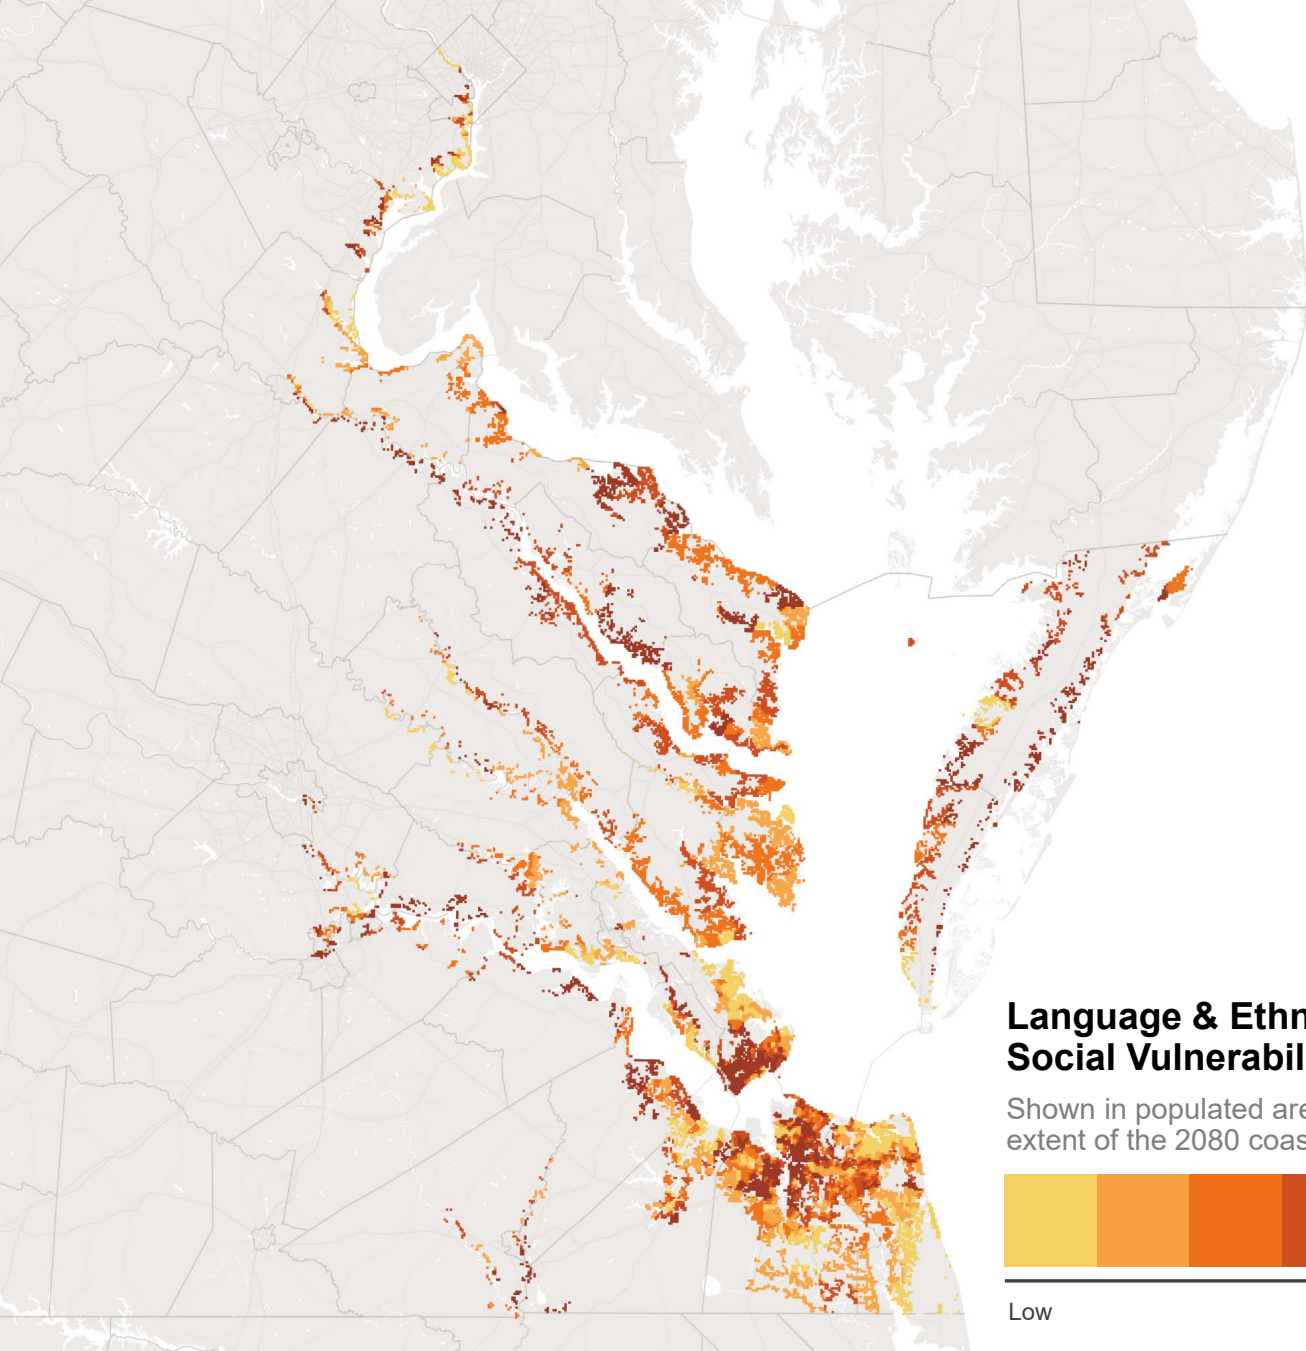 Language & Ethn
Social Vulnerabil
Shown in populated are
extent of the 2080 coas
Low